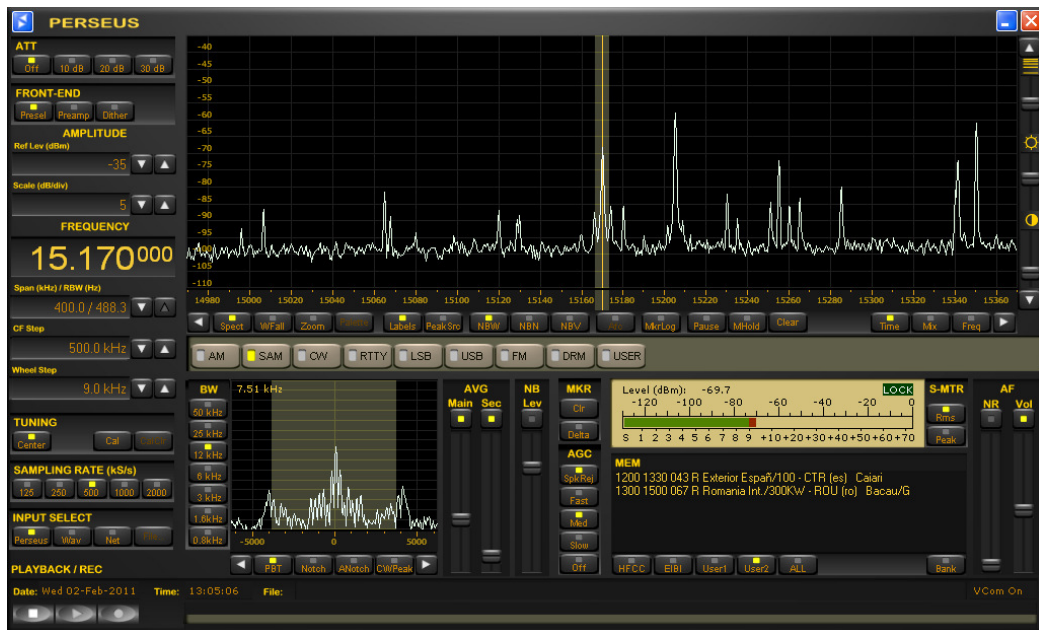 PERSEUS
ATT
Off 10 dB 20 dB 30 dB
FRONT-END
Presel Preamp Dither
AMPLITUDE
Ref Lev (dBm)
-35
Scale (dB/div)
5
FREQUENCY
15.170000
Span (kHz) / RBW (Hz)
400.0 / 488.3
CF Step
500.0 kHz
Wheel Step
9.0 kHz
TUNING
Center Cal
SAMPLING RATE (kS/s)
125 250 500 1000 2000
INPUT SELECT
Perseus Wav Net
PLAYBACK / REC
-40
-45
-50
-55
-60
-65
-70
-75
-80
-85
-90
-95
-100
-105
-110
14980 15000 15020 15040 15060 15080 15100 15120 15140 15160 15180 15200 15220 15240 15260 15280 15300 15320 15340 15360
Spect WFall Zoom Labels PeakSrc NBW NBN NBV MkrLog Pause MHold Clear Time Mix Freq
AM SAM CW RTTY LSB USB FM DRM USER
BW
50 kHz
25 kHz
12 kHz
6 kHz
3 kHz
1.6kHz
0.8kHz
7.51 kHz
-5000 0 5000
PBT Notch ANotch CWPeak
AVG
Main Sec
NB
Lev
MKR
Clr
Delta
AGC
SpkRej
Fast
Med
Slow
Off
Level (dBm): -69.7 LOCK
-120 -100 -80 -60 -40 -20 0
S 1 2 3 4 5 6 7 8 9 +10+20+30+40+50+60+70
S-MTR
Rms
Peak
AF
NR Vol
MEM
1200 1330 043 R Exterior Españ/100 - CTR (es) Caiari
1300 1500 067 R Romania Int./300KW - ROU (ro) Bacau/G
HFCC EIBI User1 User2 ALL Bank
Date: Wed 02-Feb-2011 Time: 13:05:06 File: VCom On